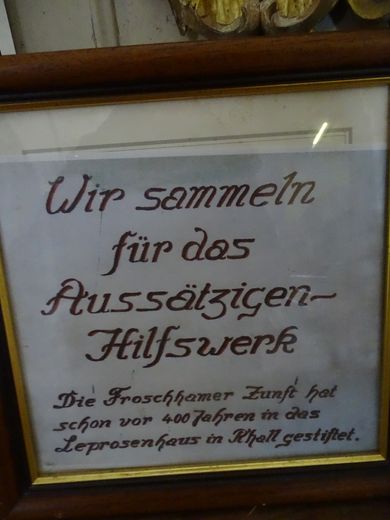 Wir sammeln
für das
Aussätzigen-
Hilfswerk
Die Froschhamer Zunft hat
schon vor 400 Jahren in das
Leprosenhaus in Rhall gestiftet.